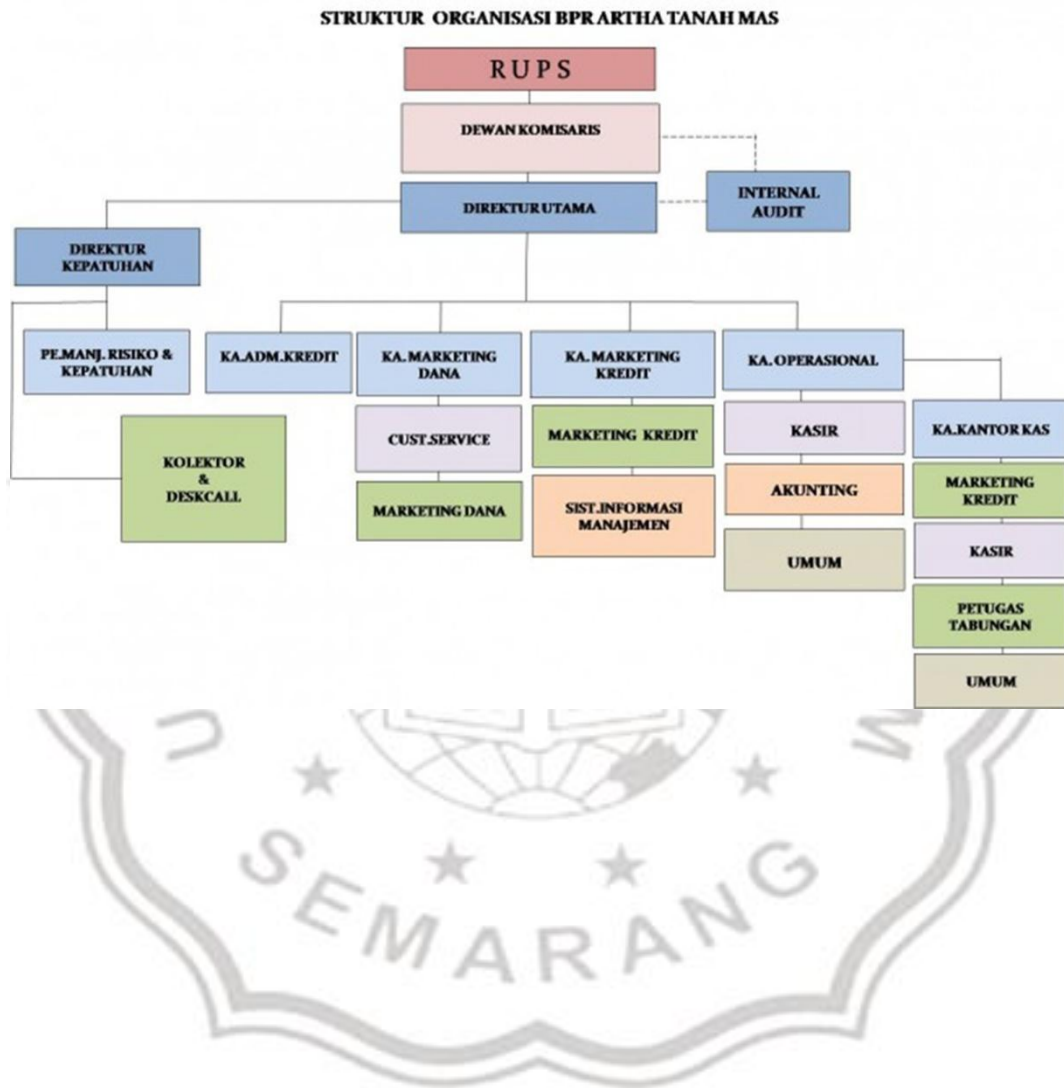 STRUKTUR ORGANISASI BPR ARTHA TANAH MAS
R U P S
DEWAN KOMISARIS
DIREKTUR UTAMA
INTERNAL
AUDIT
DIREKTUR
KEPATUHAN
PE.MANJ. RISIKO &
KEPATUHAN
KA.ADM.KREDIT
KA. MARKETING
DANA
KA. MARKETING
KREDIT
KA. OPERASIONAL
KOLEKTOR
&
DESKCALL
CUST.SERVICE
MARKETING DANA
MARKETING KREDIT
SIST.INFORMASI
MANAJEMEN
KASIR
AKUNTING
UMUM
KA.KANTOR KAS
MARKETING
KREDIT
KASIR
PETUGAS
TABUNGAN
UMUM
SEMARANG